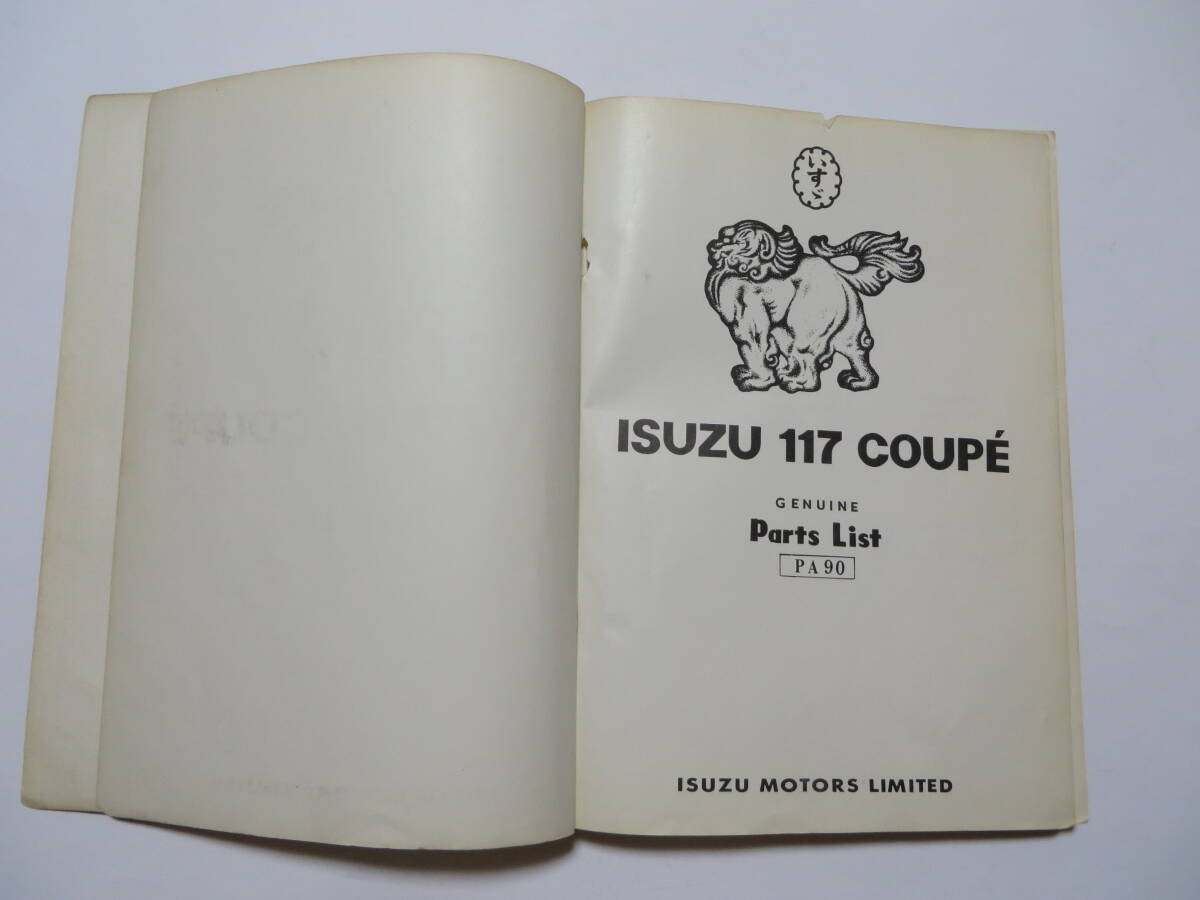 いすゞ
ISUZU 117 COUPÉ
GENUINE
Parts List
PA90
ISUZU MOTORS LIMITED